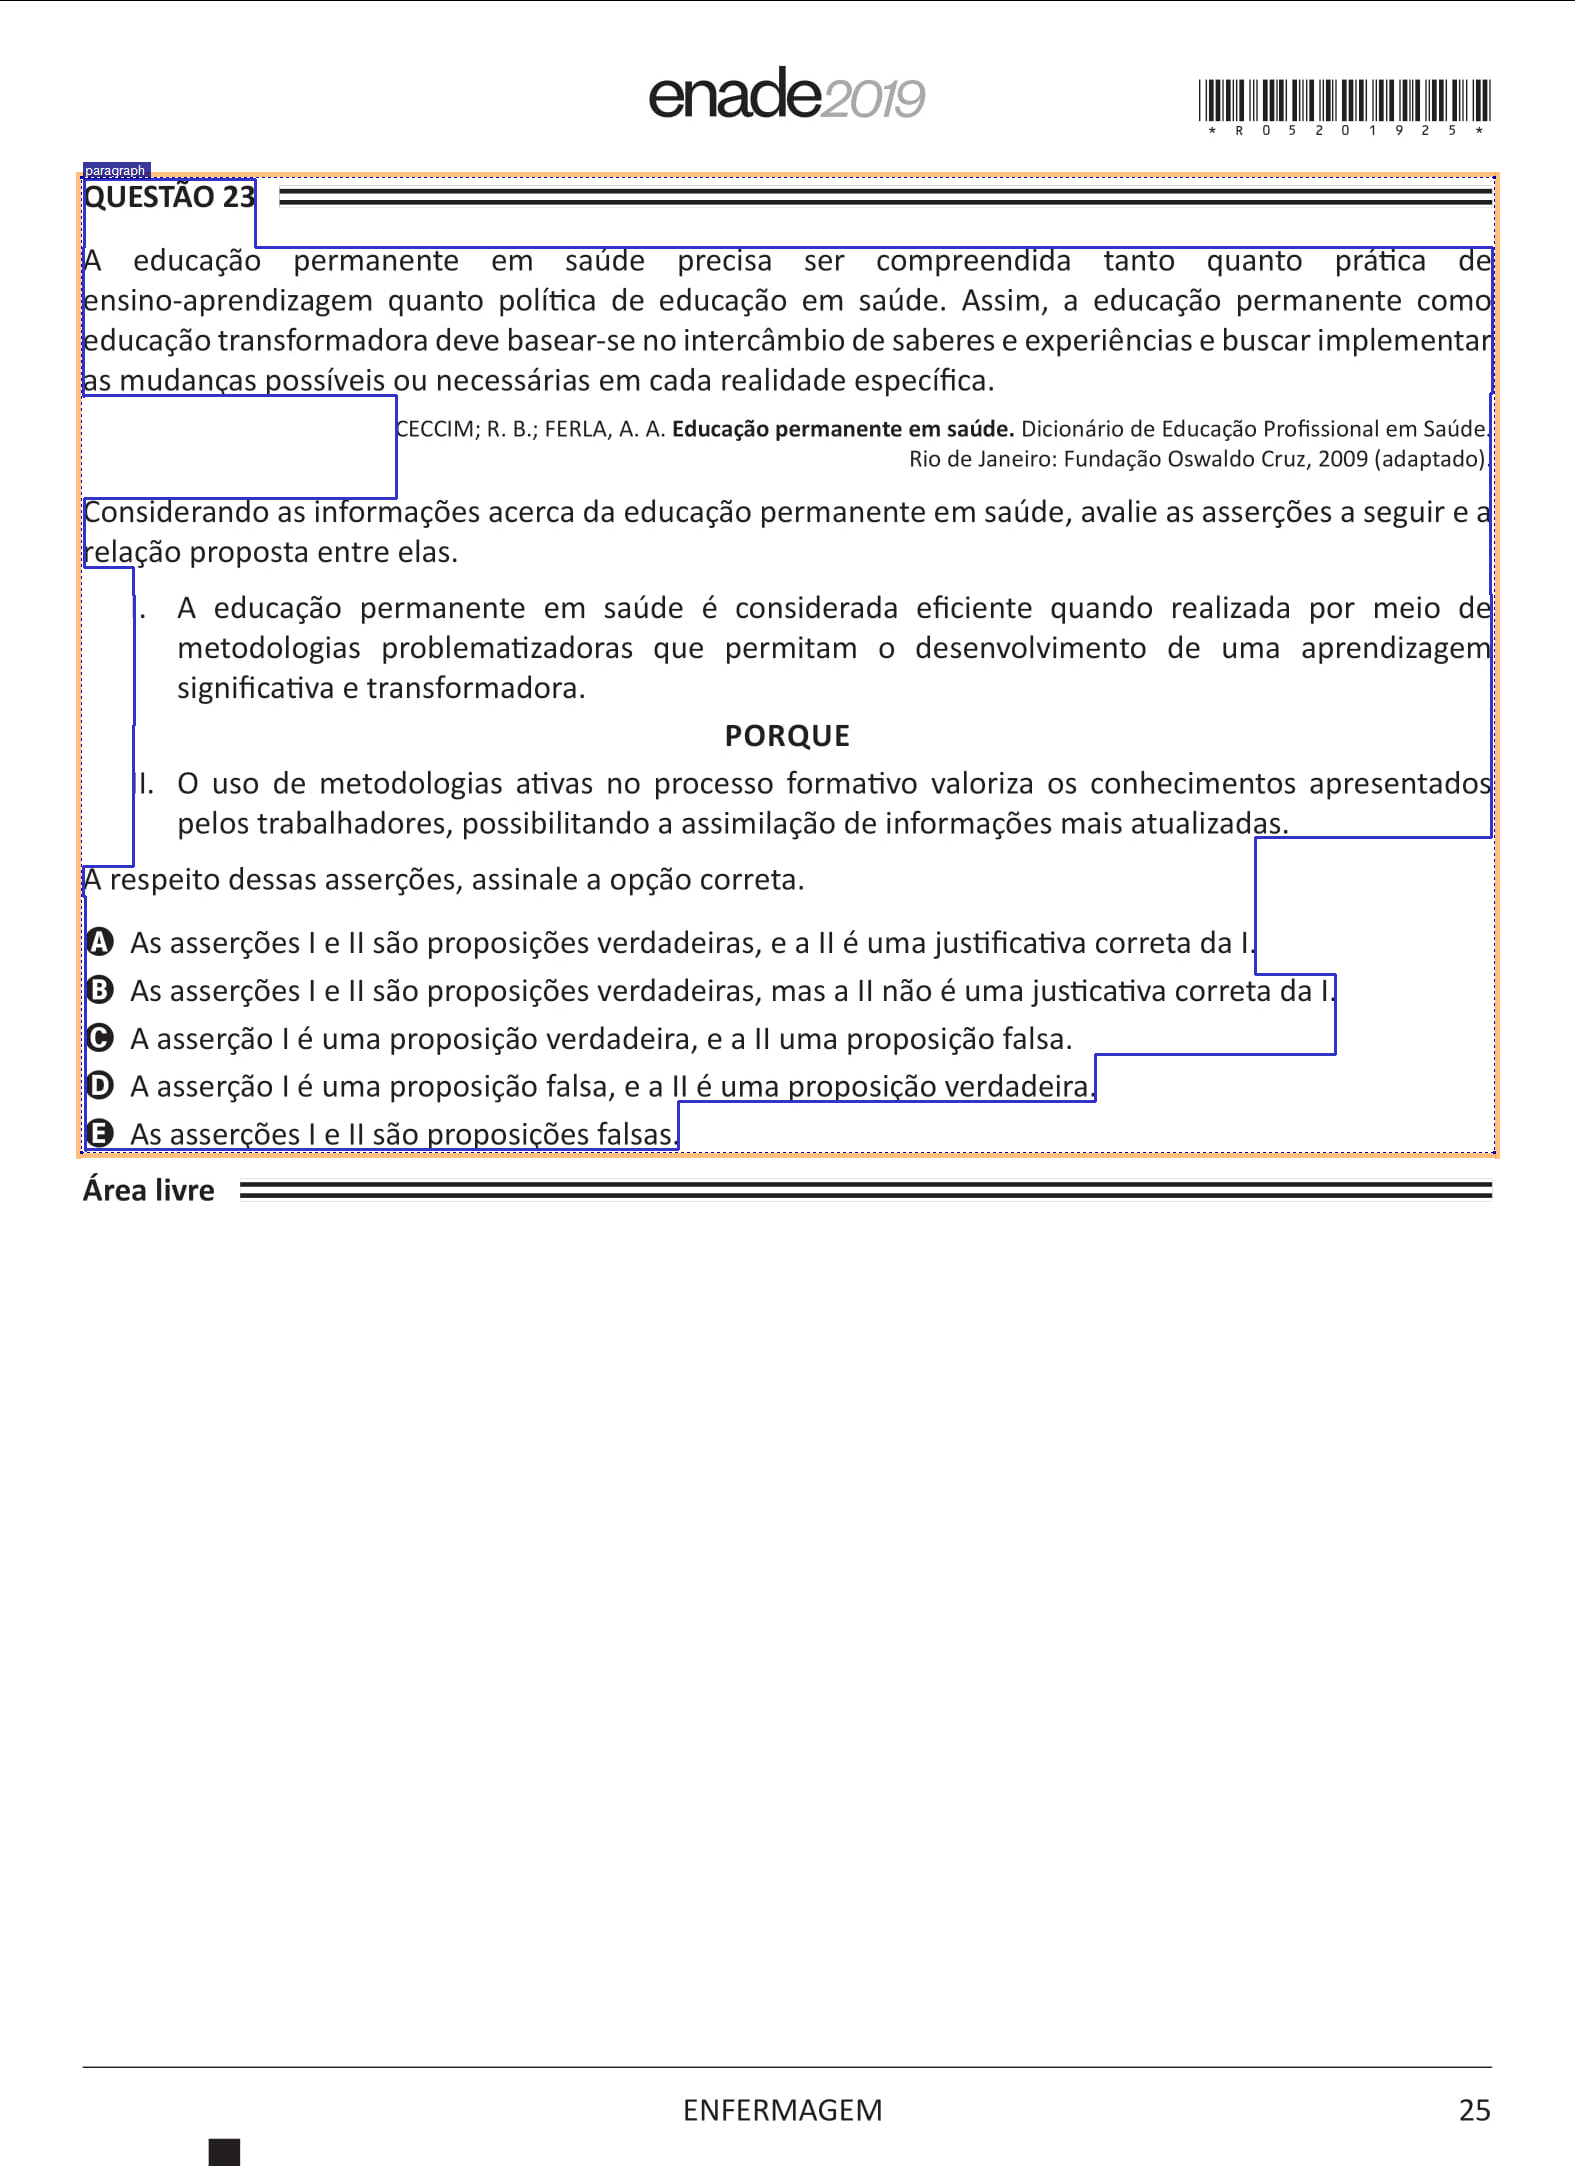 enade2019
*R05201925*
paragraph
QUESTÃO 23
A educação permanente em saúde precisa ser compreendida tanto quanto prática de
ensino-aprendizagem quanto política de educação em saúde. Assim, a educação permanente como
educação transformadora deve basear-se no intercâmbio de saberes e experiências e buscar implementar
as mudanças possíveis ou necessárias em cada realidade específica.
CECCIM; R. B.; FERLA, A. A. Educação permanente em saúde. Dicionário de Educação Profissional em Saúde.
Rio de Janeiro: Fundação Oswaldo Cruz, 2009 (adaptado).
Considerando as informações acerca da educação permanente em saúde, avalie as asserções a seguir e a
relação proposta entre elas.
I. A educação permanente em saúde é considerada eficiente quando realizada por meio de
metodologias problematizadoras que permitam o desenvolvimento de uma aprendizagem
significativa e transformadora.
PORQUE
II. O uso de metodologias ativas no processo formativo valoriza os conhecimentos apresentados
pelos trabalhadores, possibilitando a assimilação de informações mais atualizadas.
A respeito dessas asserções, assinale a opção correta.
A As asserções I e II são proposições verdadeiras, e a II é uma justificativa correta da I.
B As asserções I e II são proposições verdadeiras, mas a II não é uma justicativa correta da I.
C A asserção I é uma proposição verdadeira, e a II uma proposição falsa.
D A asserção I é uma proposição falsa, e a II é uma proposição verdadeira.
E As asserções I e II são proposições falsas.
Área livre
ENFERMAGEM
25